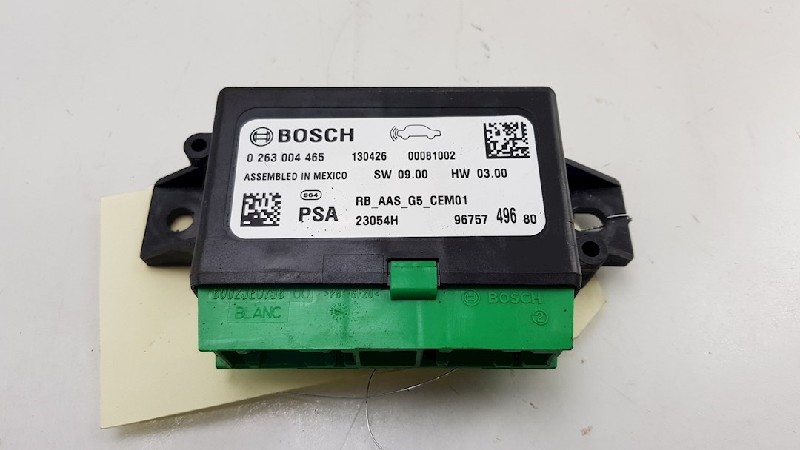 BOSCH
0 263 004 465 130426 00081002
ASSEMBLED IN MEXICO SW 09.00 HW 03.00
664
PSA RB_AAS_G5_CEM01
23054H 96757 496 80
BOSCH
BLANC